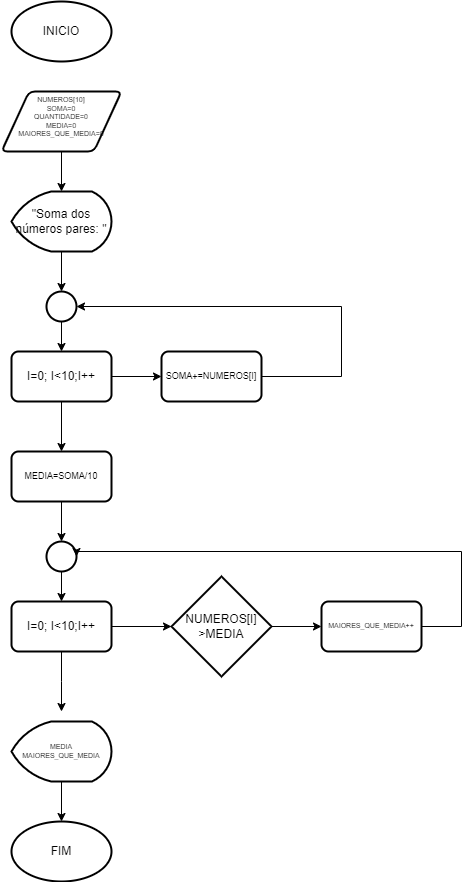 INICIO
NUMEROS[10]
SOMA=0
QUANTIDADE=0
MEDIA=0
MAIORES_QUE_MEDIA=0
"Soma dos
números pares: "
I=0; I<10;I++
SOMA+=NUMEROS[I]
MEDIA=SOMA/10
I=0; I<10;I++
NUMEROS[I]
>MEDIA
MAIORES_QUE_MEDIA++
MEDIA
MAIORES_QUE_MEDIA
FIM